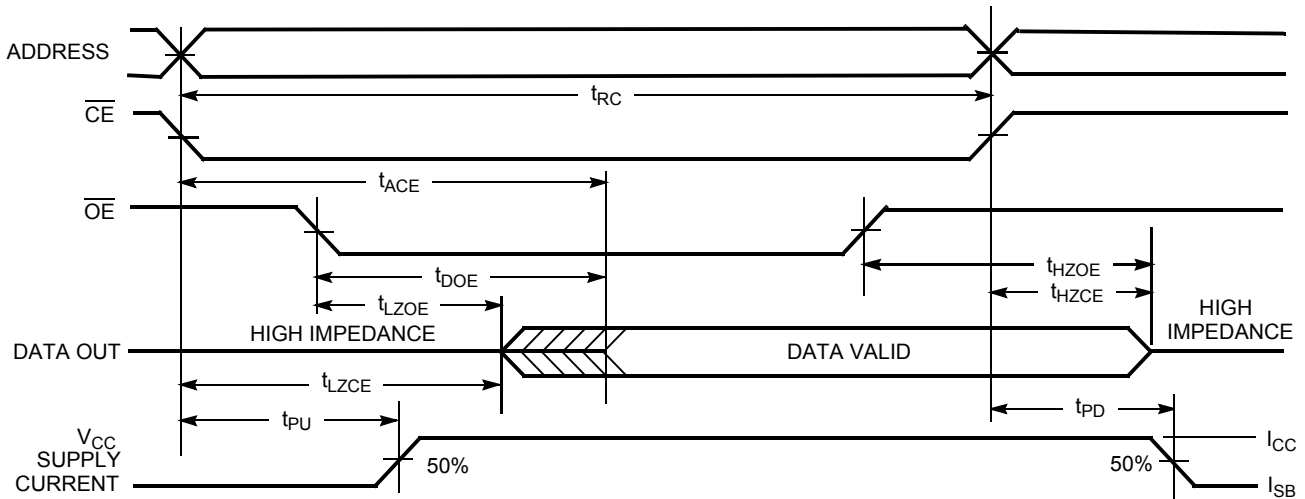 ADDRESS
tRC
CE
tACE
OE
tDOE
tHZOE
tLZOE
tHZCE
HIGH IMPEDANCE
HIGH
IMPEDANCE
DATA OUT
DATA VALID
tLZCE
tPU
tPD
VCC
SUPPLY
CURRENT
50%
50%
ICC
ISB